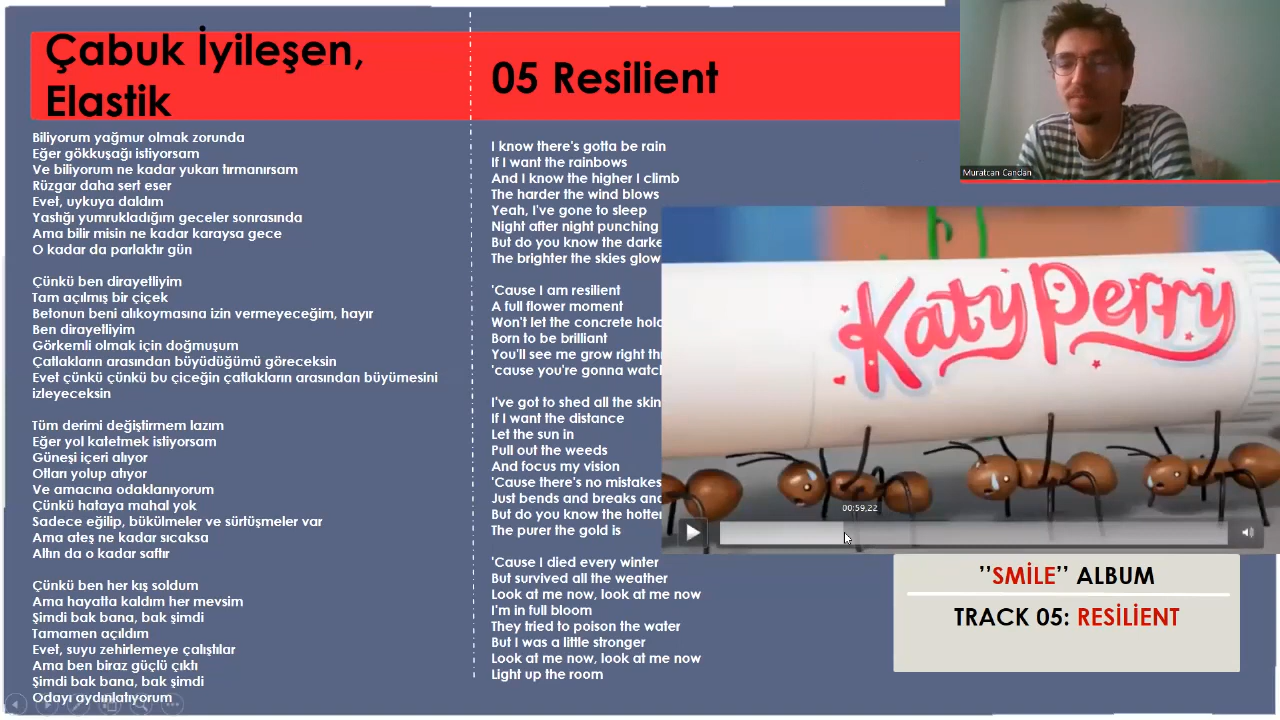 Çabuk İyileşen,
Elastik
Biliyorum yağmur olmak zorunda
Eğer gökkuşağı istiyorsam
Ve biliyorum ne kadar yukarı tırmanırsam
Rüzgar daha sert eser
Evet, uykuya daldım
Yastığı yumrukladığım geceler sonrasında
Ama bilir misin ne kadar karaysa gece
O kadar da parlaktır gün
Çünkü ben dirayetliyim
Tam açılmış bir çiçek
Betonun beni alıkoymasına izin vermeyeceğim, hayır
Ben dirayetliyim
Görkemli olmak için doğmuşum
Çatlakların arasından büyüdüğümü göreceksin
Evet çünkü çünkü bu çiceğin çatlakların arasından büyümesini
izleyeceksin
Tüm derimi değiştirmem lazım
Eğer yol katetmek istiyorsam
Güneşi içeri alıyor
Otları yolup atıyor
Ve amacına odaklanıyorum
Çünkü hataya mahal yok
Sadece eğilip, bükülmeler ve sürtüşmeler var
Ama ateş ne kadar sıcaksa
Altın da o kadar saftır
Çünkü ben her kış soldum
Ama hayatta kaldım her mevsim
Şimdi bak bana, bak şimdi
Tamamen açıldım
Evet, suyu zehirlemeye çalıştılar
Ama ben biraz güçlü çıktı
Şimdi bak bana, bak şimdi
Odayı aydınlatıyorum
05 Resilient
I know there's gotta be rain
If I want the rainbows
And I know the higher I climb
The harder the wind blows
Yeah, I've gone to sleep
Night after night punching
But do you know the darke
The brighter the skies glow
'Cause I am resilient
A full flower moment
Won't let the concrete hold
Born to be brilliant
You'll see me grow right thr
'cause you're gonna watch
I've got to shed all the skin
If I want the distance
Let the sun in
Pull out the weeds
And focus my vision
'Cause there's no mistakes
Just bends and breaks and
But do you know the hotter
The purer the gold is
'Cause I died every winter
But survived all the weather
Look at me now, look at me now
I'm in full bloom
They tried to poison the water
But I was a little stronger
Look at me now, look at me now
Light up the room
Muratcan Candan
Katy Perry
00:59,22
’’SMİLE’’ ALBUM
TRACK 05: RESİLİENT